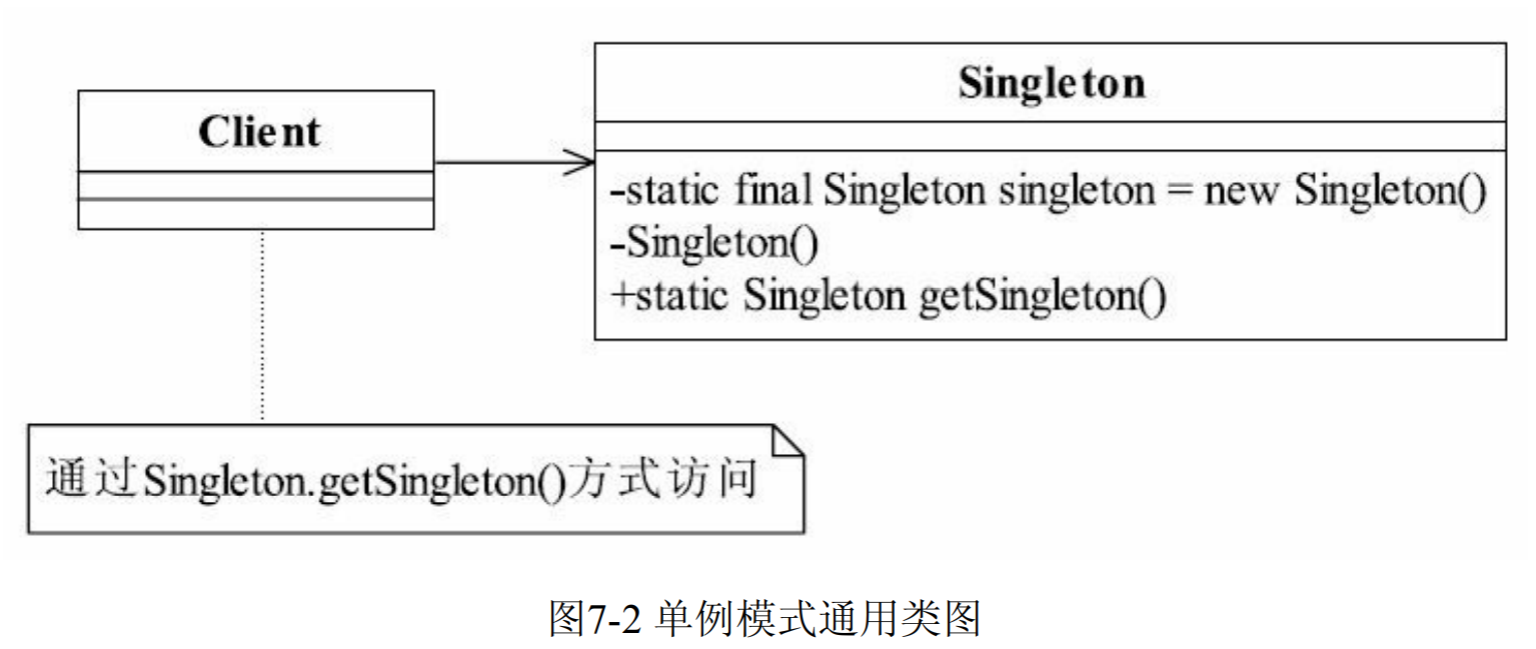 Client
Singleton
-static final Singleton singleton = new Singleton()
-Singleton()
+static Singleton getSingleton()
通过Singleton.getSingleton()方式访问
图7-2 单例模式通用类图